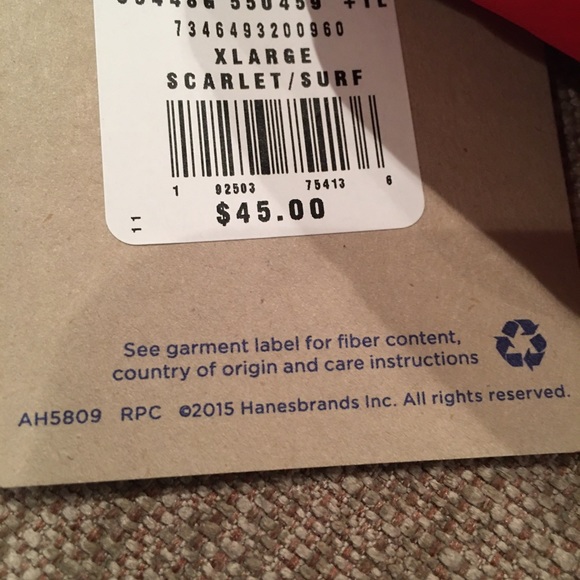 550459
7346493200960
XLARGE
SCARLET/SURF
1 92503 75413 6
$45.00
11
See garment label for fiber content,
country of origin and care instructions
AH5809 RPC ©2015 Hanesbrands Inc. All rights reserved.